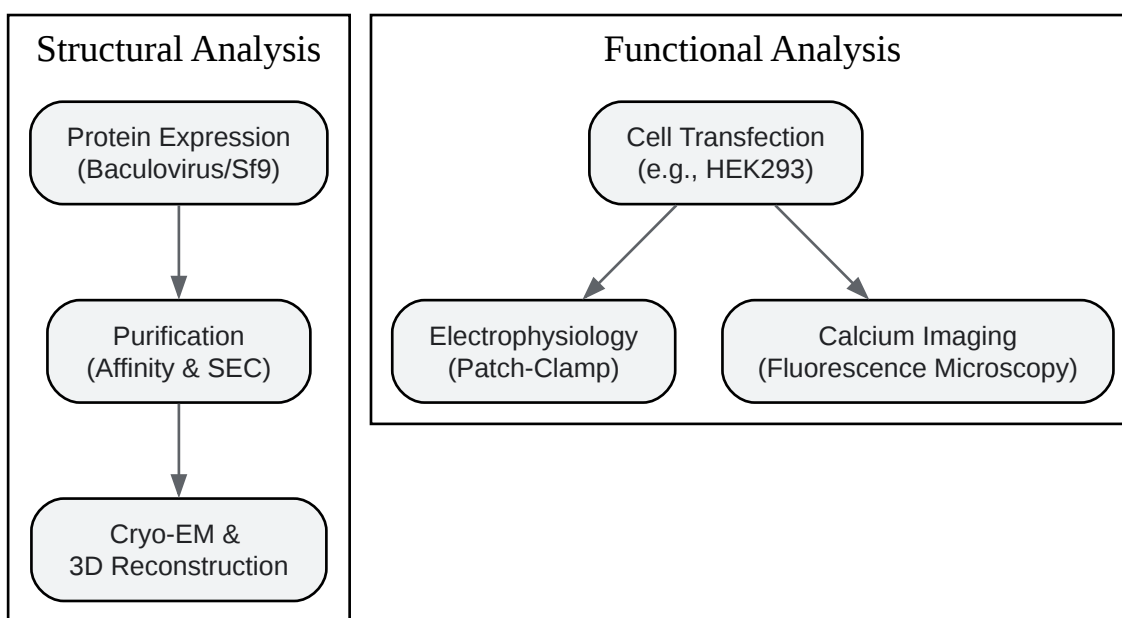 Structural Analysis
Protein Expression
(Baculovirus/Sf9)
Purification
(Affinity & SEC)
Cryo-EM &
3D Reconstruction
Functional Analysis
Cell Transfection
(e.g., HEK293)
Electrophysiology
(Patch-Clamp)
Calcium Imaging
(Fluorescence Microscopy)